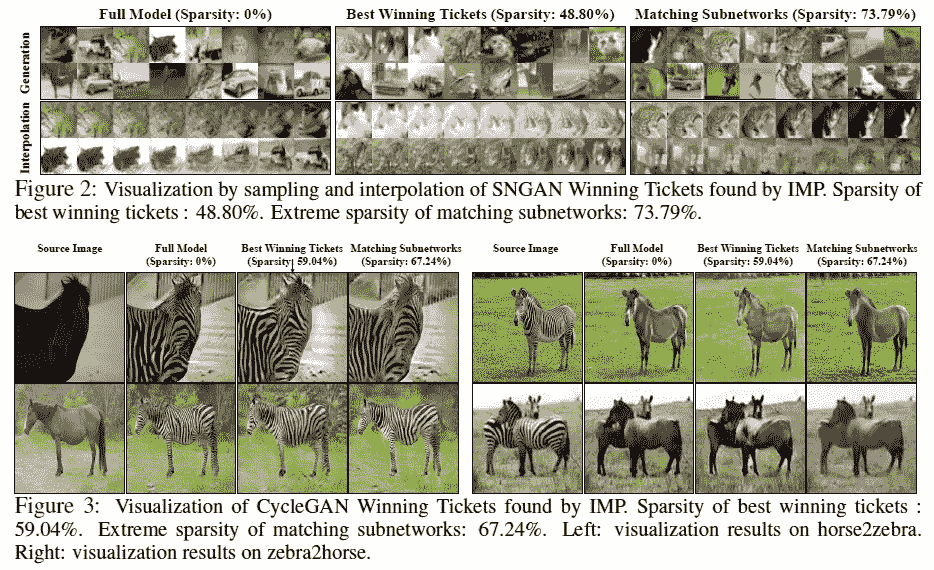 Full Model (Sparsity: 0%) Best Winning Tickets (Sparsity: 48.80%) Matching Subnetworks (Sparsity: 73.79%)
Generation
Interpolation
Figure 2: Visualization by sampling and interpolation of SNGAN Winning Tickets found by IMP. Sparsity of
best winning tickets : 48.80%. Extreme sparsity of matching subnetworks: 73.79%.
Source Image Full Model Best Winning Tickets Matching Subnetworks Source Image Full Model Best Winning Tickets Matching Subnetworks
(Sparsity: 0%) (Sparsity: 59.04%) (Sparsity: 67.24%) (Sparsity: 0%) (Sparsity: 59.04%) (Sparsity: 67.24%)
Figure 3: Visualization of CycleGAN Winning Tickets found by IMP. Sparsity of best winning tickets :
59.04%. Extreme sparsity of matching subnetworks: 67.24%. Left: visualization results on horse2zebra.
Right: visualization results on zebra2horse.